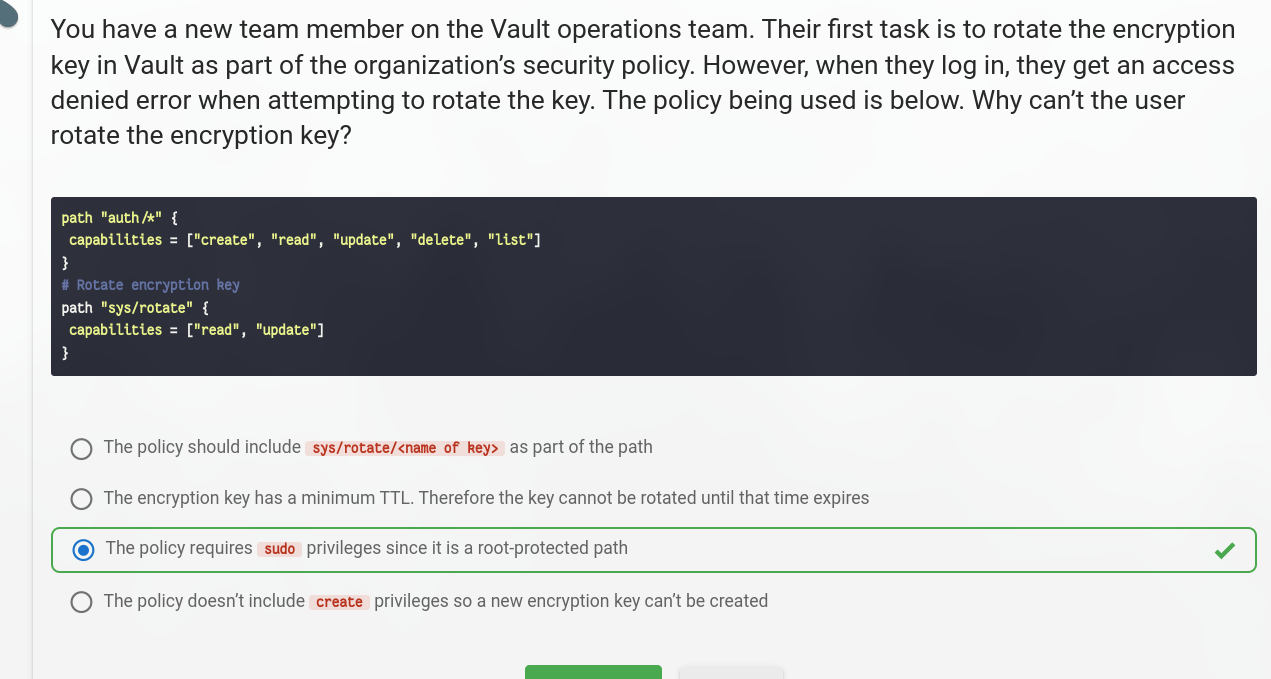 You have a new team member on the Vault operations team. Their first task is to rotate the encryption
key in Vault as part of the organization’s security policy. However, when they log in, they get an access
denied error when attempting to rotate the key. The policy being used is below. Why can’t the user
rotate the encryption key?
path "auth/*" {
capabilities = ["create", "read", "update", "delete", "list"]
}
# Rotate encryption key
path "sys/rotate" {
capabilities = ["read", "update"]
}
The policy should include sys/rotate/<name of key> as part of the path
The encryption key has a minimum TTL. Therefore the key cannot be rotated until that time expires
The policy requires sudo privileges since it is a root-protected path
The policy doesn’t include create privileges so a new encryption key can’t be created